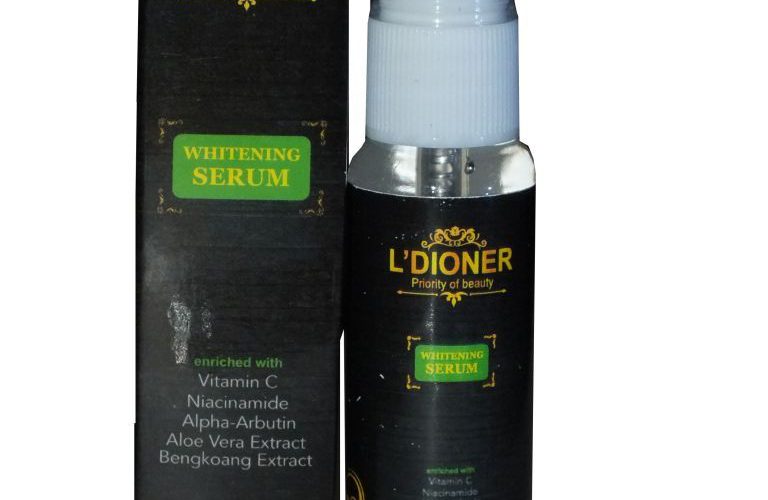 WHITENING
SERUM
enriched with
Vitamin C
Niacinamide
Alpha-Arbutin
Aloe Vera Extract
Bengkoang Extract
L'DIONER
Priority of beauty
WHITENING
SERUM
enriched with
Vitamin C
Niacinamide